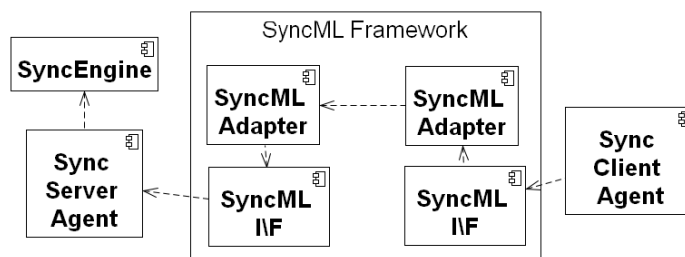 SyncML Framework
SyncEngine
SyncML
Adapter
SyncML
Adapter
Sync
Server
Agent
SyncML
I\F
SyncML
I\F
Sync
Client
Agent